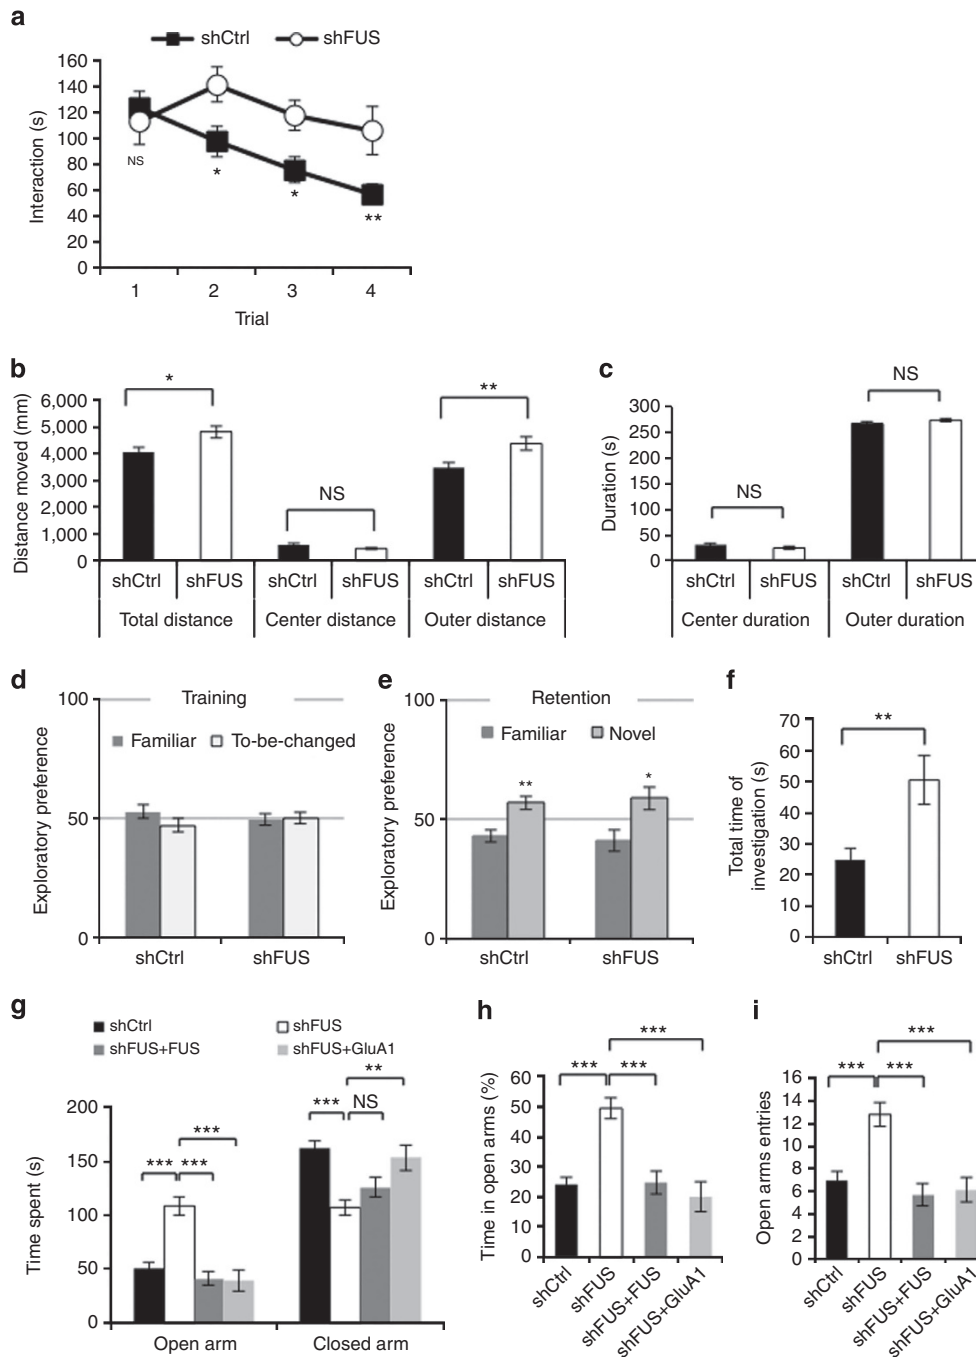 a
shCtrl shFUS
160
140
120
100
80
60
40
20
0
Interaction (s)
NS
*
*
**
1 2 3 4
Trial
b
Distance moved (mm)
6,000
5,000
4,000
3,000
2,000
1,000
0
*
NS
**
shCtrl shFUS shCtrl shFUS shCtrl shFUS
Total distance Center distance Outer distance
c
Duration (s)
300
250
200
150
100
50
0
NS
NS
shCtrl shFUS shCtrl shFUS
Center duration Outer duration
d
Exploratory preference
100
50
0
Training
Familiar To-be-changed
shCtrl shFUS
e
Exploratory preference
100
50
0
Retention
Familiar Novel
**
*
shCtrl shFUS
f
Total time of
investigation (s)
70
60
50
40
30
20
10
0
**
shCtrl shFUS
g
shCtrl shFUS
shFUS+FUS shFUS+GluA1
Time spent (s)
200
150
100
50
0
***
*** ***
**
*** NS
Open arm Closed arm
h
Time in open arms (%)
60
50
40
30
20
10
0
***
*** ***
shCtrl
shFUS
shFUS+FUS
shFUS+GluA1
i
Open arms entries
16
14
12
10
8
6
4
2
0
***
*** ***
shCtrl
shFUS
shFUS+FUS
shFUS+GluA1